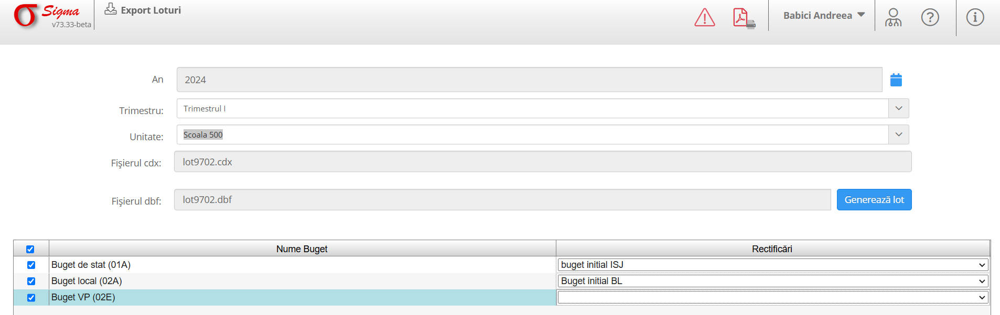 σ Sigma
v73.33-beta
Export Loturi
Babici Andreea
An
2024
Trimestru:
Trimestrul I
Unitate:
Scoala 500
Fişierul cdx:
lot9702.cdx
Fişierul dbf:
lot9702.dbf
Generează lot
Nume Buget
Rectificări
Buget de stat (01A)
buget initial ISJ
Buget local (02A)
Buget initial BL
Buget VP (02E)